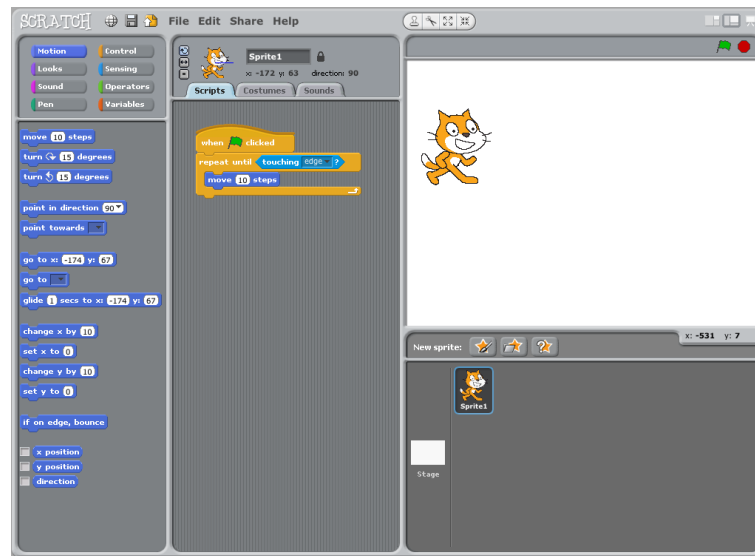 SCRATCH File Edit Share Help
Motion Control
Looks Sensing
Sound Operators
Pen Variables
move 10 steps
turn 15 degrees
turn 15 degrees
point in direction 90
point towards
go to x: -174 y: 67
go to
glide 1 secs to x: -174 y: 67
change x by 10
set x to 0
change y by 10
set y to 0
if on edge, bounce
x position
y position
direction
Sprite1
x: -172 y: 63 direction: 90
Scripts Costumes Sounds
when clicked
repeat until touching edge ?
move 10 steps
x: -531 y: 7
New sprite:
Sprite1
Stage